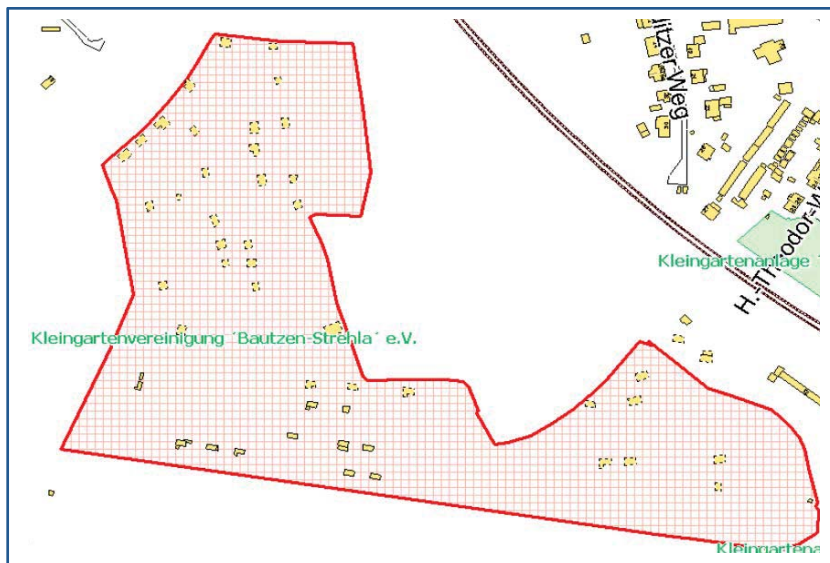 itzer-Weg
Kleingartenanlage
H.-Theodor-W
Kleingartenvereinigung ´Bautzen-Strehla´ e.V.
Kleingartena